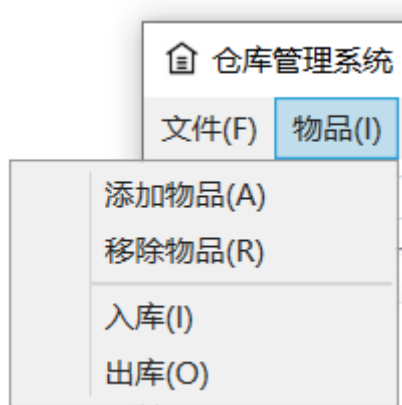 仓库管理系统
文件(F) 物品(I)
添加物品(A)
移除物品(R)
入库(I)
出库(O)